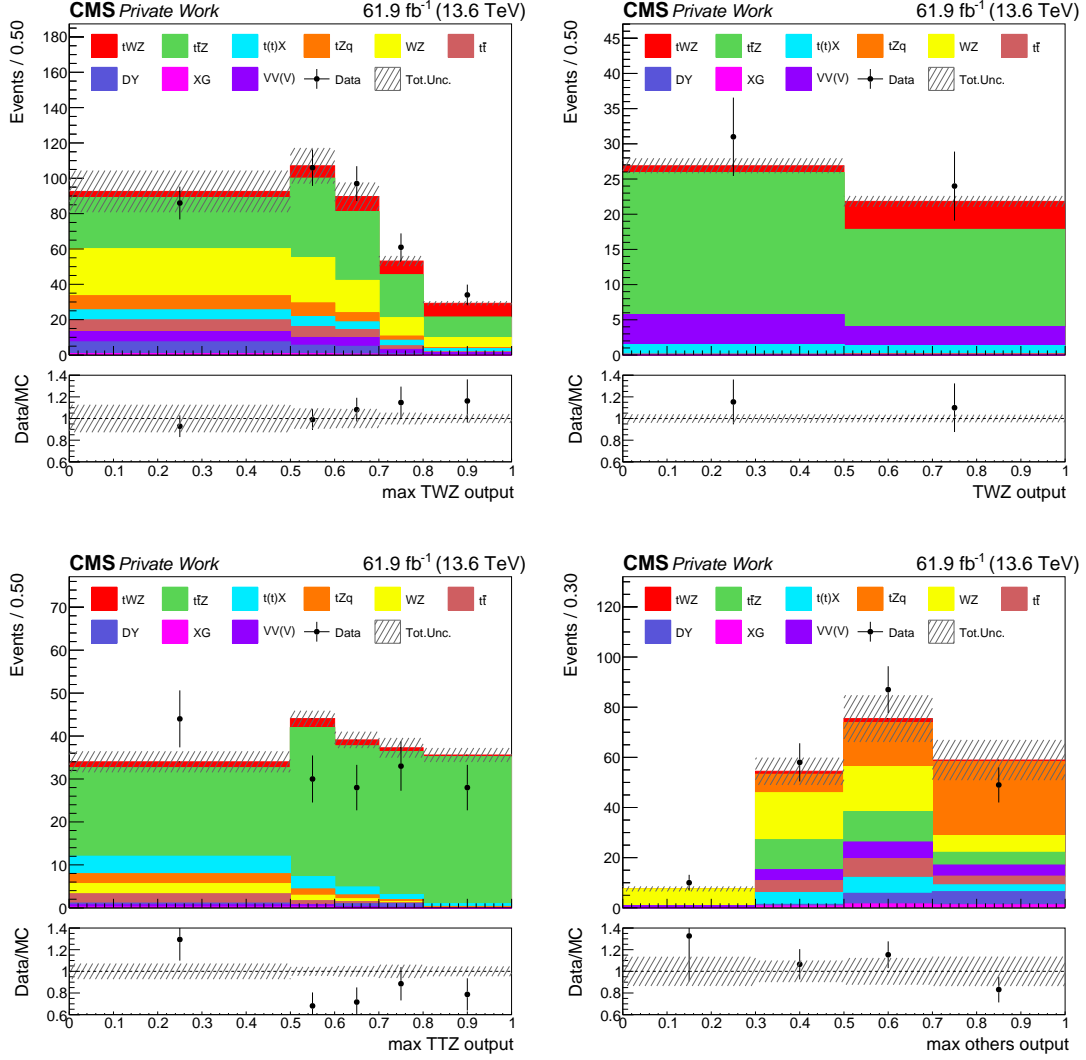 CMS Private Work 61.9 fb⁻¹ (13.6 TeV)
Events / 0.50
tWZ tt̄Z t(t)X tZq WZ tt̄
DY XG VV(V) Data Tot.Unc.
180
160
140
120
100
80
60
40
20
0
Data/MC
1.4
1.2
1
0.8
0.6
0 0.1 0.2 0.3 0.4 0.5 0.6 0.7 0.8 0.9 1
max TWZ output
CMS Private Work 61.9 fb⁻¹ (13.6 TeV)
Events / 0.50
tWZ tt̄Z t(t)X tZq WZ tt̄
DY XG VV(V) Data Tot.Unc.
45
40
35
30
25
20
15
10
5
0
Data/MC
1.4
1.2
1
0.8
0.6
0 0.1 0.2 0.3 0.4 0.5 0.6 0.7 0.8 0.9 1
TWZ output
CMS Private Work 61.9 fb⁻¹ (13.6 TeV)
Events / 0.50
tWZ tt̄Z t(t)X tZq WZ tt̄
DY XG VV(V) Data Tot.Unc.
70
60
50
40
30
20
10
0
Data/MC
1.4
1.2
1
0.8
0.6
0 0.1 0.2 0.3 0.4 0.5 0.6 0.7 0.8 0.9 1
max TTZ output
CMS Private Work 61.9 fb⁻¹ (13.6 TeV)
Events / 0.30
tWZ tt̄Z t(t)X tZq WZ tt̄
DY XG VV(V) Data Tot.Unc.
120
100
80
60
40
20
0
Data/MC
1.4
1.2
1
0.8
0.6
0 0.1 0.2 0.3 0.4 0.5 0.6 0.7 0.8 0.9 1
max others output